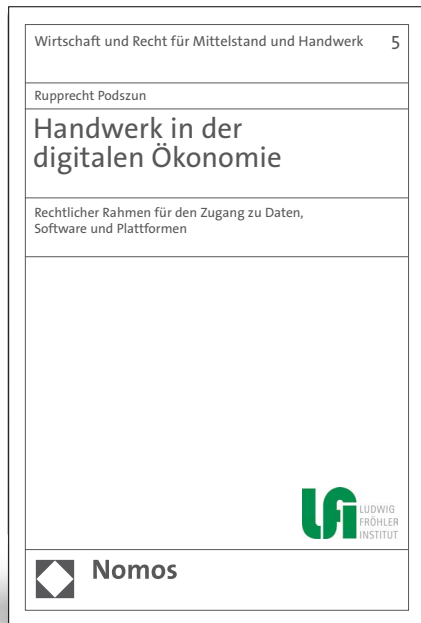 Wirtschaft und Recht für Mittelstand und Handwerk 5
Rupprecht Podszun
Handwerk in der
digitalen Ökonomie
Rechtlicher Rahmen für den Zugang zu Daten,
Software und Plattformen
LFI
LUDWIG
FRÖHLER
INSTITUT
Nomos